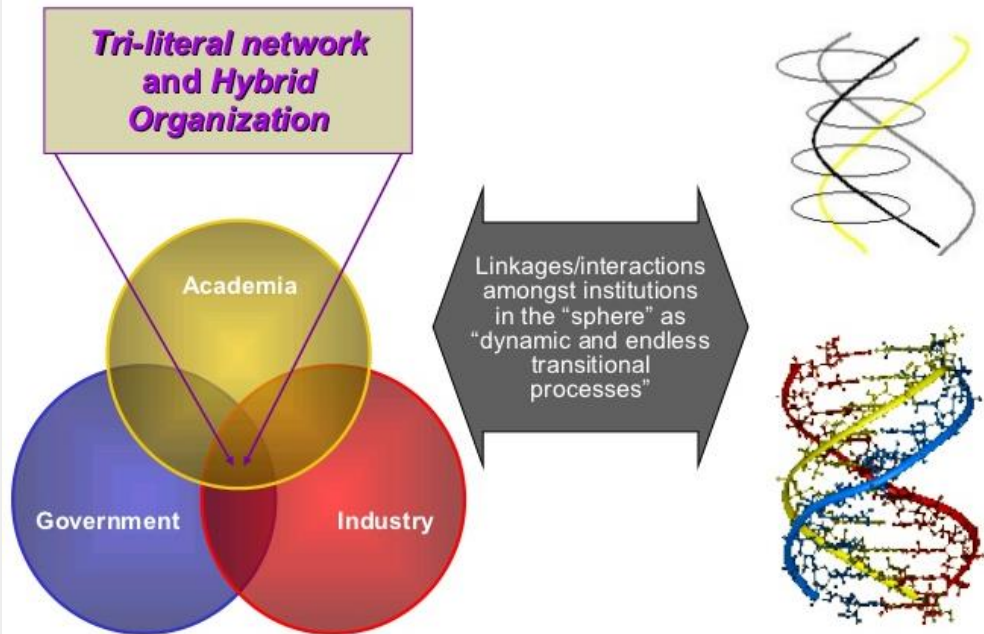 Tri-literal network
and Hybrid
Organization
Academia
Government
Industry
Linkages/interactions
amongst institutions
in the “sphere” as
“dynamic and endless
transitional
processes”